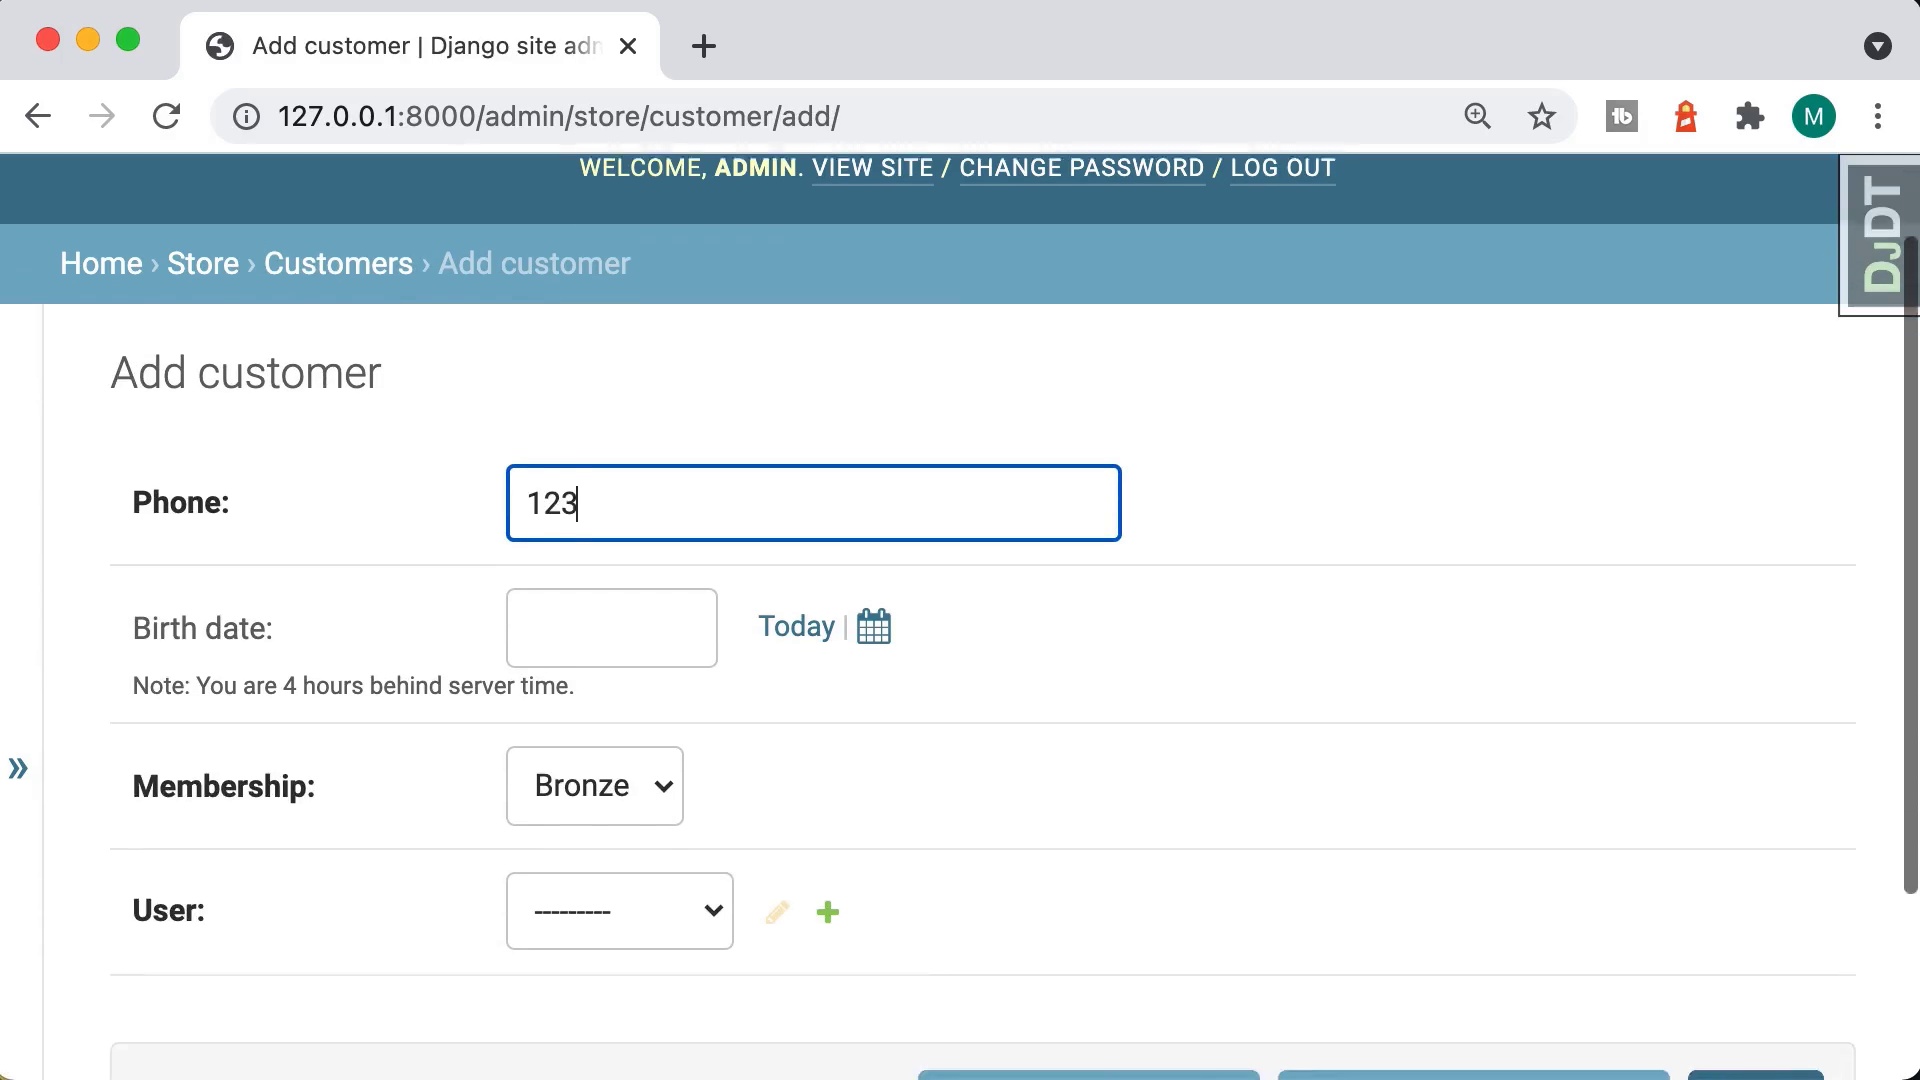 Add customer | Django site adn
127.0.0.1:8000/admin/store/customer/add/
tb
M
WELCOME, ADMIN. VIEW SITE / CHANGE PASSWORD / LOG OUT
DJDT
Home › Store › Customers › Add customer
Add customer
Phone: 123
Birth date: Today |
Note: You are 4 hours behind server time.
»
Membership: Bronze
User: ---------